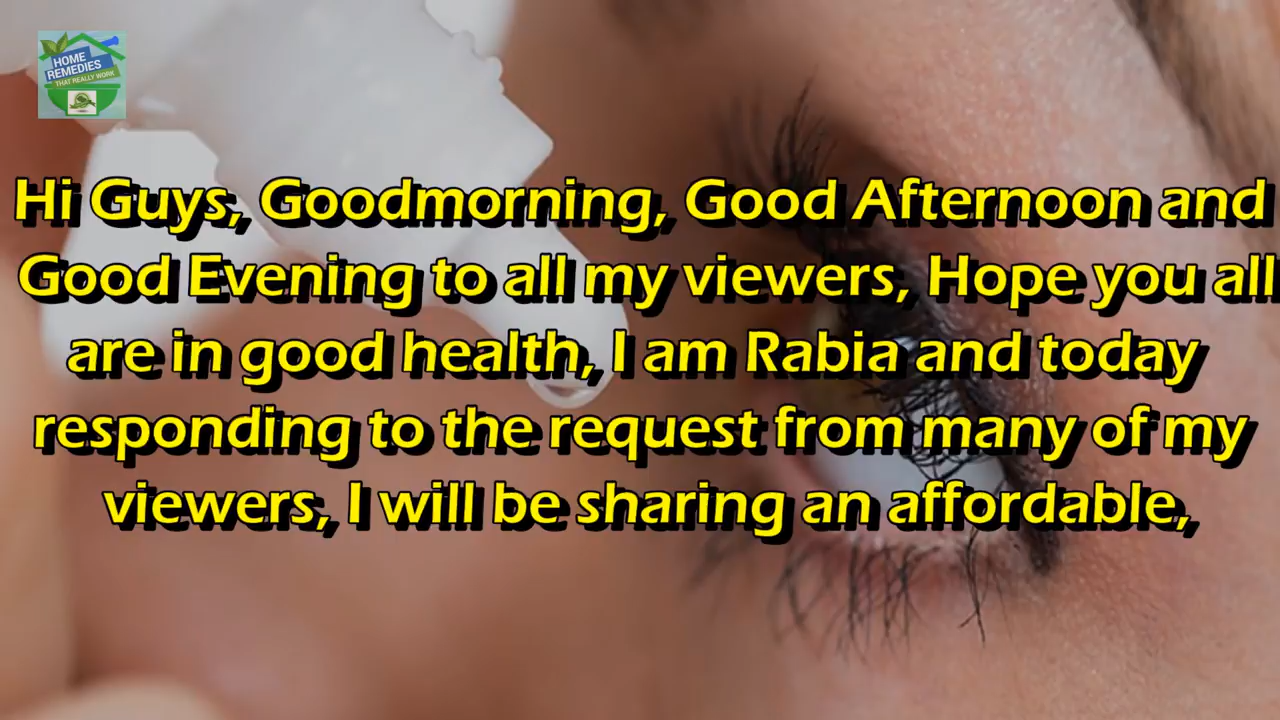 HOME
REMEDIES
THAT REALLY WORK
Hi Guys, Goodmorning, Good Afternoon and
Good Evening to all my viewers, Hope you all
are in good health, I am Rabia and today
responding to the request from many of my
viewers, I will be sharing an affordable,